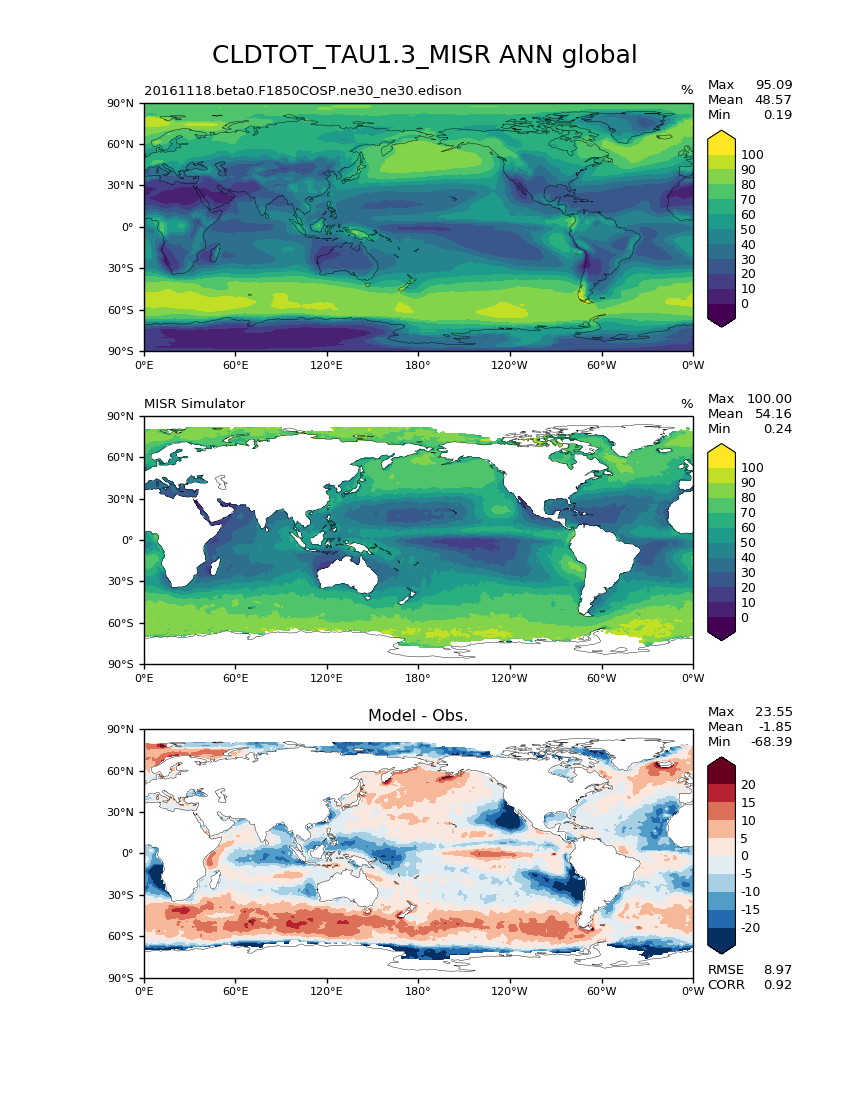 CLDTOT_TAU1.3_MISR ANN global
20161118.beta0.F1850COSP.ne30_ne30.edison %
Max 95.09
Mean 48.57
Min 0.19
90°N
60°N
30°N
0°
30°S
60°S
90°S
0°E 60°E 120°E 180° 120°W 60°W 0°W
100
90
80
70
60
50
40
30
20
10
0
MISR Simulator %
Max 100.00
Mean 54.16
Min 0.24
90°N
60°N
30°N
0°
30°S
60°S
90°S
0°E 60°E 120°E 180° 120°W 60°W 0°W
100
90
80
70
60
50
40
30
20
10
0
Model - Obs.
Max 23.55
Mean -1.85
Min -68.39
90°N
60°N
30°N
0°
30°S
60°S
90°S
0°E 60°E 120°E 180° 120°W 60°W 0°W
20
15
10
5
0
-5
-10
-15
-20
RMSE 8.97
CORR 0.92